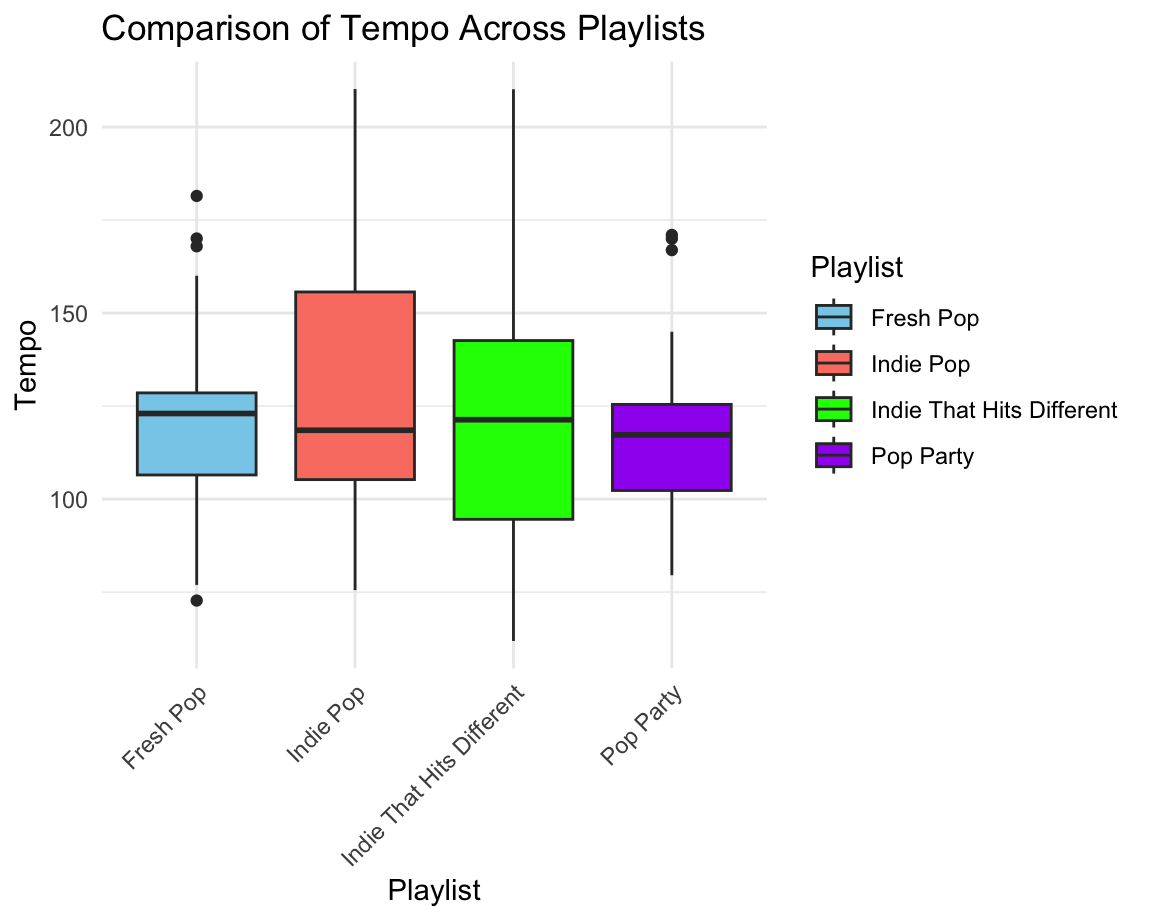 Comparison of Tempo Across Playlists
200
150
100
Tempo
Fresh Pop
Indie Pop
Indie That Hits Different
Pop Party
Playlist
Playlist
Fresh Pop
Indie Pop
Indie That Hits Different
Pop Party